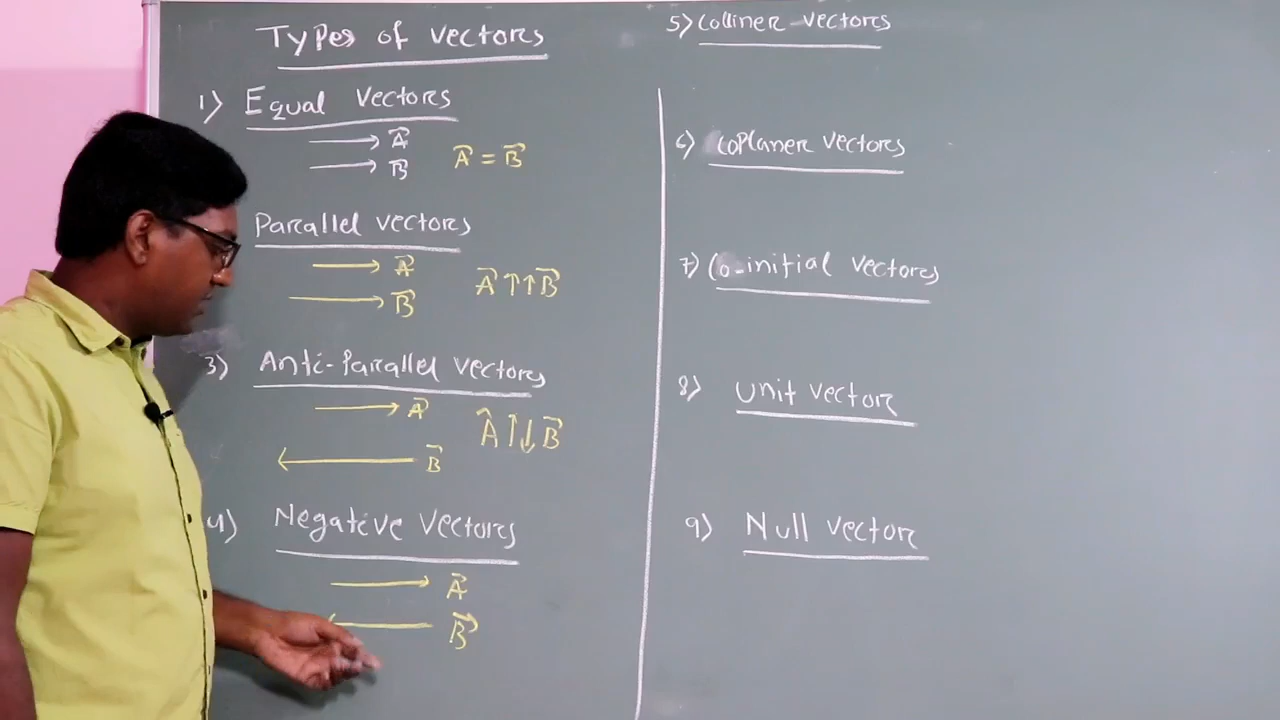 Types of vectors
1) Equal Vectors
A⃗
B⃗
A⃗ = B⃗
Parallel vectors
A⃗
B⃗
A⃗ ↑↑ B⃗
3) Anti-Parallel Vectors
A⃗
B⃗
A⃗ ↑↓ B⃗
4) Negative Vectors
A⃗
B⃗
5) Colliner vectors
6) coplaner vectors
7) Co-initial vectores
8) Unit vector
9) Null vector